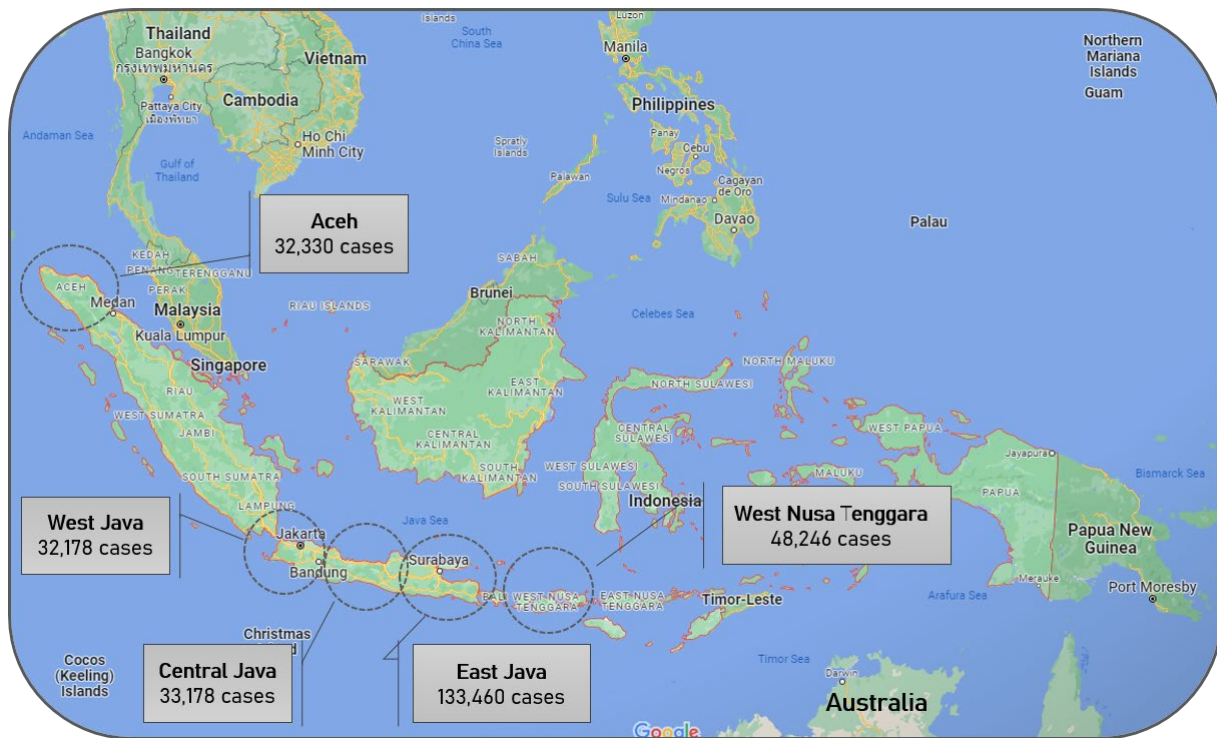 Islands
South
China Sea
Luzon
Thailand
Bangkok
กรุงเทพมหานคร
Vietnam
Manila
Northern
Mariana
Islands
Guam
Pattaya City
เมืองพัทยา
Cambodia
Philippines
Andaman Sea
Ho Chi
Minh City
Spratly
Islands
Panay
Cebu
Negros
Gulf of
Thailand
Palawan
Sulu Sea
Cagayan
de Oro
Mindanao
Davao
Palau
Aceh
32,330 cases
KEDAH
PENANG
TERENGGANU
PERAK
SABAH
ACEH
Medan
Malaysia
Kuala Lumpur
RIAU ISLANDS
Brunei
NORTH
KALIMANTAN
Celebes Sea
Singapore
SARAWAK
NORTH MALUKU
NORTH SULAWESI
RIAU
WEST SUMATRA
JAMBI
EAST
KALIMANTAN
WEST
KALIMANTAN
CENTRAL
KALIMANTAN
CENTRAL
SULAWESI
WEST PAPUA
SOUTH SUMATRA
SOUTH
KALIMANTAN
WEST SULAWESI
SOUTH SULAWESI
MALUKU
Jayapura
Bismarck Sea
PAPUA
LAMPUNG
Indonesia
West Java
32,178 cases
Java Sea
West Nusa Tenggara
48,246 cases
Papua New
Guinea
Jakarta
Bandung
Surabaya
BALI
WEST NUSA
TENGGARA
EAST NUSA
TENGGARA
Timor-Leste
Merauke
Arafura Sea
Port Moresby
Christmas
Cocos
(Keeling)
Islands
Central Java
33,178 cases
East Java
133,460 cases
Timor Sea
Darwin
Australia
Google